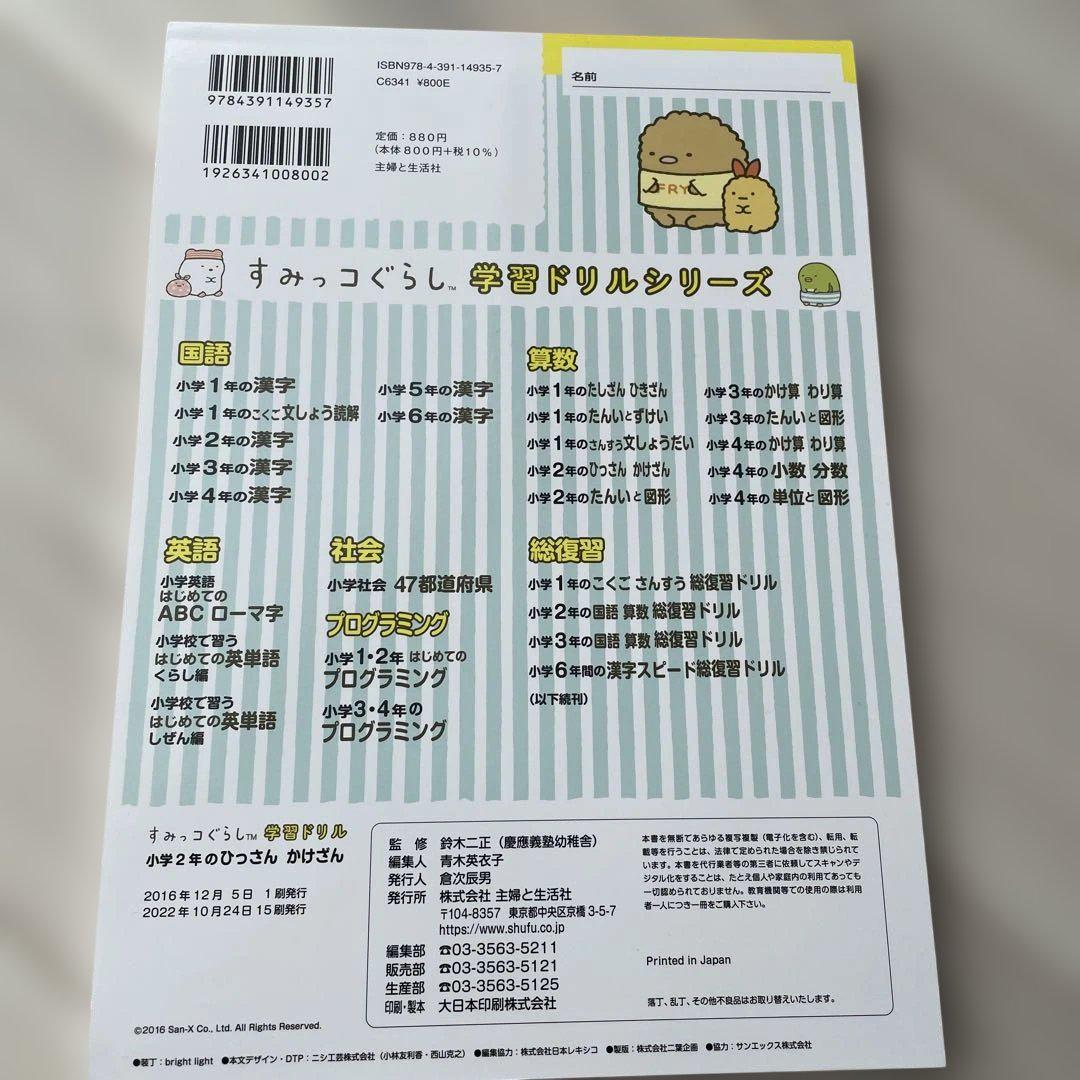 ISBN978-4-391-14935-7
C6341 ¥800E
9784391149357
定価:880円
(本体800円+税10%)
主婦と生活社
1926341008002
名前
FRY
すみっコぐらし™ 学習ドリルシリーズ
国語
小学1年の漢字
小学1年のこくご文しょう読解
小学2年の漢字
小学3年の漢字
小学4年の漢字
小学5年の漢字
小学6年の漢字
算数
小学1年のたしざん ひきざん
小学1年のたんいとずけい
小学1年のさんすう文しょうだい
小学2年のひっさん かけざん
小学2年のたんいと図形
小学3年のかけ算 わり算
小学3年のたんいと図形
小学4年のかけ算 わり算
小学4年の小数 分数
小学4年の単位と図形
英語
小学英語
はじめての
ABC ローマ字
小学校で習う
はじめての英単語
くらし編
小学校で習う
はじめての英単語
しぜん編
社会
小学社会 47都道府県
プログラミング
小学1・2年 はじめての
プログラミング
小学3・4年の
プログラミング
総復習
小学1年のこくご さんすう 総復習ドリル
小学2年の国語 算数 総復習ドリル
小学3年の国語 算数 総復習ドリル
小学6年間の漢字スピード総復習ドリル
(以下続刊)
すみっコぐらし™ 学習ドリル
小学2年のひっさん かけざん
2016年12月 5日 1刷発行
2022年10月24日15刷発行
©2016 San-X Co., Ltd. All Rights Reserved.
監 修 鈴木二正(慶應義塾幼稚舎)
編集人 青木英衣子
発行人 倉次辰男
発行所 株式会社 主婦と生活社
〒104-8357 東京都中央区京橋3-5-7
https://www.shufu.co.jp
編集部 ☎03-3563-5211
販売部 ☎03-3563-5121
生産部 ☎03-3563-5125
印刷・製本 大日本印刷株式会社
本書を無断であらゆる複写複製(電子化を含む)、転用、転
載等を行うことは、法律で定められた場合を除き禁じられて
います。本書を代行業者等の第三者に依頼してスキャンやデ
ジタル化をすることは、たとえ個人や家庭内の利用であっても
一切認められておりません。教育機関等での使用の際は利用
者一人につき一冊をご購入下さい。
Printed in Japan
落丁、乱丁、その他不良品はお取り替えいたします。
●装丁:bright light ●本文デザイン・DTP:ニシ工芸株式会社(小林友利香・西山克之) ●編集協力:株式会社日本レキシコ ●製版:株式会社二葉企画 ●協力:サンエックス株式会社